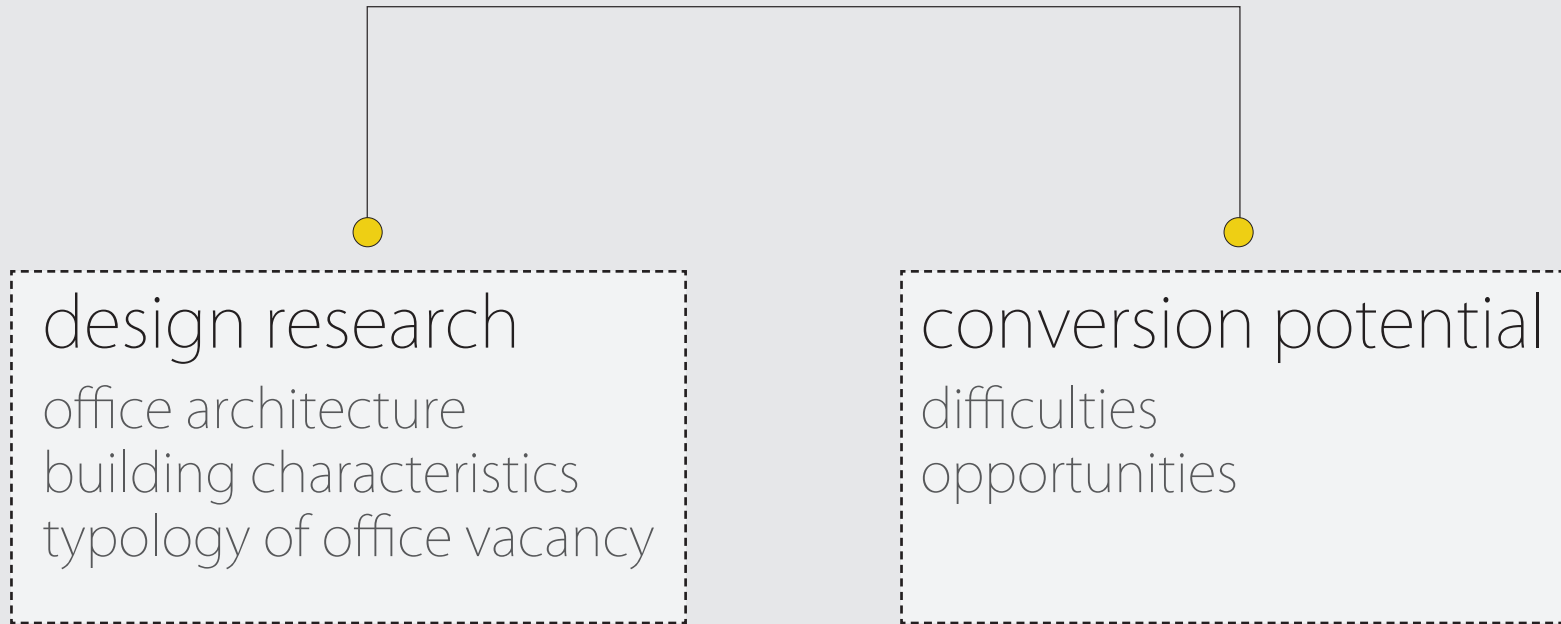 design research
office architecture
building characteristics
typology of office vacancy
conversion potential
difficulties
opportunities